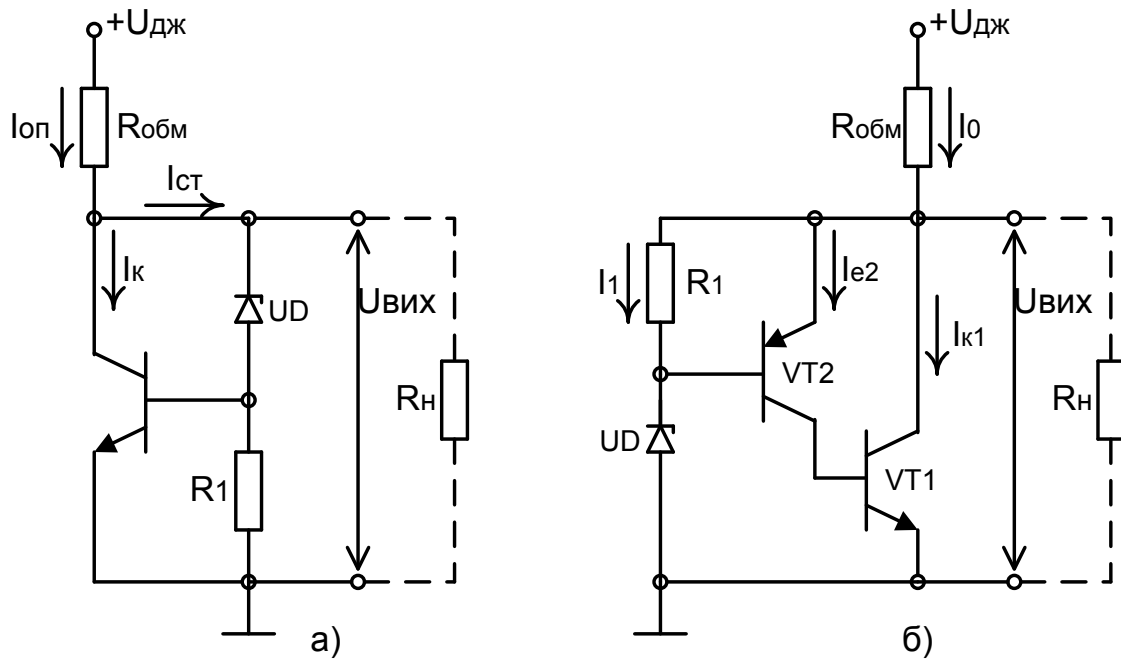 +Uдж
Iоп
Rобм
Iст
Iк
UD
Uвих
Rн
R1
а)
+Uдж
Rобм
I0
I1
R1
Ie2
Uвих
Iк1
VT2
Rн
UD
VT1
б)